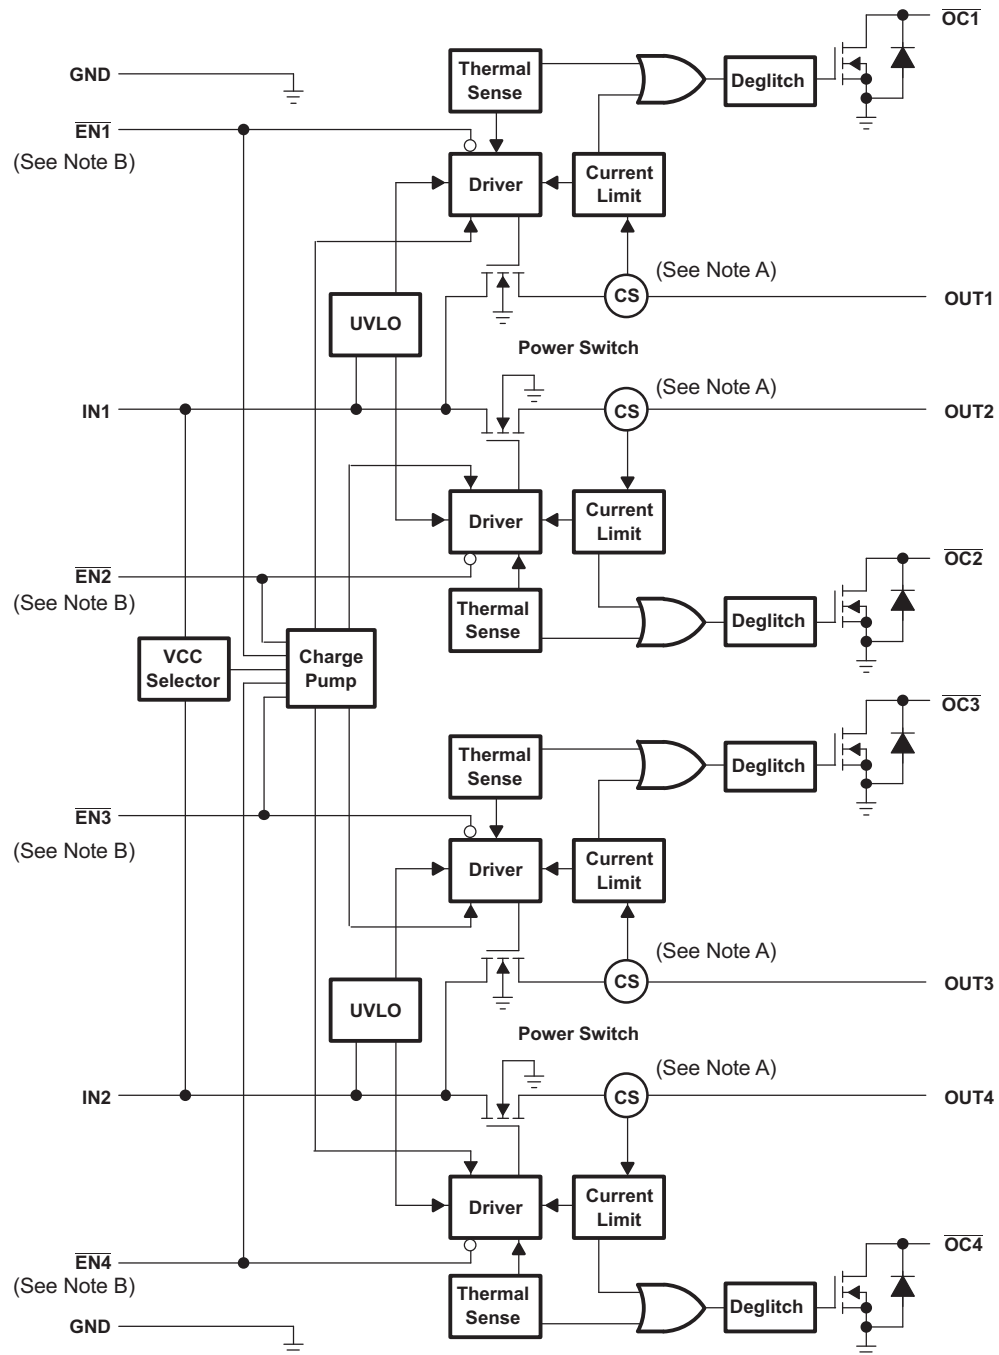 OC1
GND
Thermal
Sense
Deglitch
EN1
(See Note B)
Driver
Current
Limit
(See Note A)
CS
OUT1
UVLO
Power Switch
(See Note A)
IN1
CS
OUT2
Driver
Current
Limit
OC2
EN2
(See Note B)
Thermal
Sense
Deglitch
VCC
Selector
Charge
Pump
OC3
Thermal
Sense
Deglitch
EN3
(See Note B)
Driver
Current
Limit
(See Note A)
CS
OUT3
UVLO
Power Switch
(See Note A)
IN2
CS
OUT4
Driver
Current
Limit
OC4
EN4
(See Note B)
Thermal
Sense
Deglitch
GND